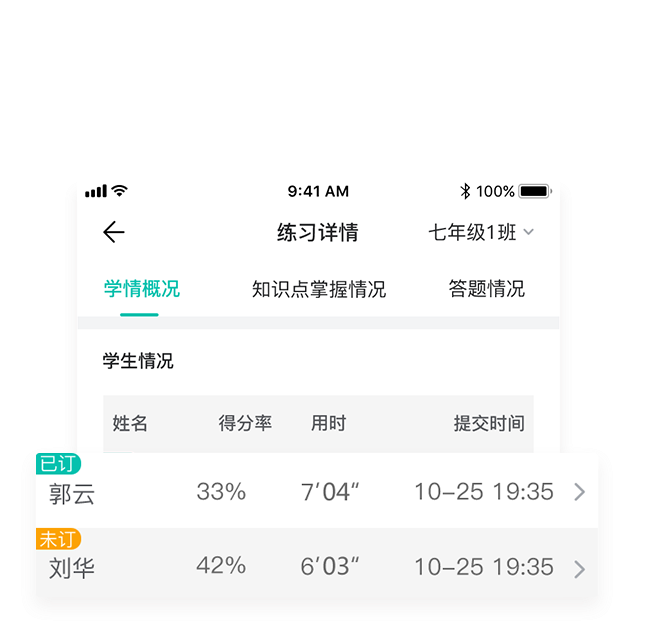 9:41 AM 100%
练习详情 七年级1班
学情概况 知识点掌握情况 答题情况
学生情况
姓名 得分率 用时 提交时间
已订
郭云 33% 7’04“ 10-25 19:35
未订
刘华 42% 6’03“ 10-25 19:35